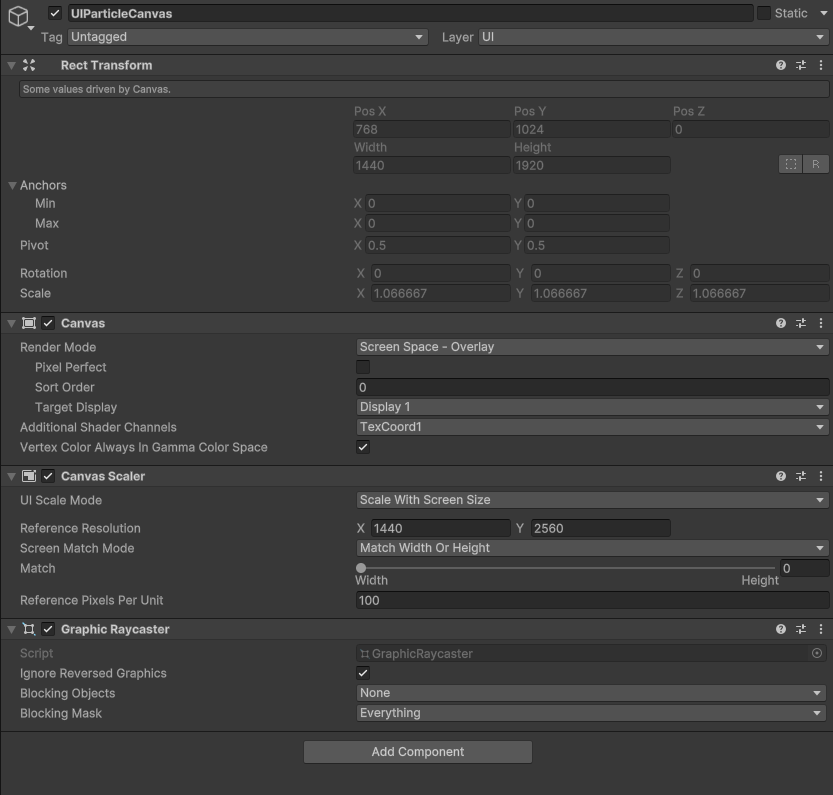 UIParticleCanvas Static
Tag Untagged Layer UI
Rect Transform
Some values driven by Canvas.
Pos X Pos Y Pos Z
768 1024 0
Width Height
1440 1920
R
Anchors
Min X 0 Y 0
Max X 0 Y 0
Pivot X 0.5 Y 0.5
Rotation X 0 Y 0 Z 0
Scale X 1.066667 Y 1.066667 Z 1.066667
Canvas
Render Mode Screen Space - Overlay
Pixel Perfect
Sort Order 0
Target Display Display 1
Additional Shader Channels TexCoord1
Vertex Color Always In Gamma Color Space
Canvas Scaler
UI Scale Mode Scale With Screen Size
Reference Resolution X 1440 Y 2560
Screen Match Mode Match Width Or Height
Match 0
Width Height
Reference Pixels Per Unit 100
Graphic Raycaster
Script GraphicRaycaster
Ignore Reversed Graphics
Blocking Objects None
Blocking Mask Everything
Add Component